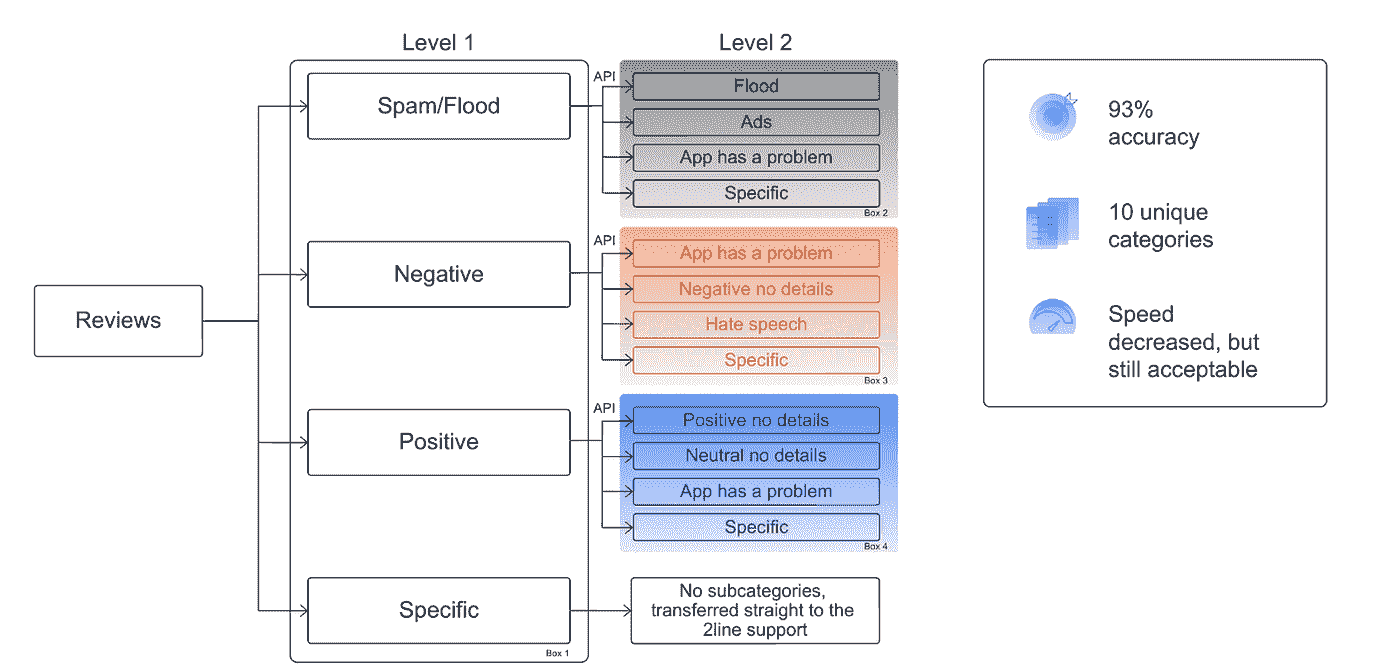 Level 1
Level 2
Reviews
Spam/Flood
Negative
Positive
Specific
Box 1
API
Flood
Ads
App has a problem
Specific
Box 2
API
App has a problem
Negative no details
Hate speech
Specific
Box 3
API
Positive no details
Neutral no details
App has a problem
Specific
Box 4
No subcategories,
transferred straight to the
2line support
93%
accuracy
10 unique
categories
Speed
decreased, but
still acceptable